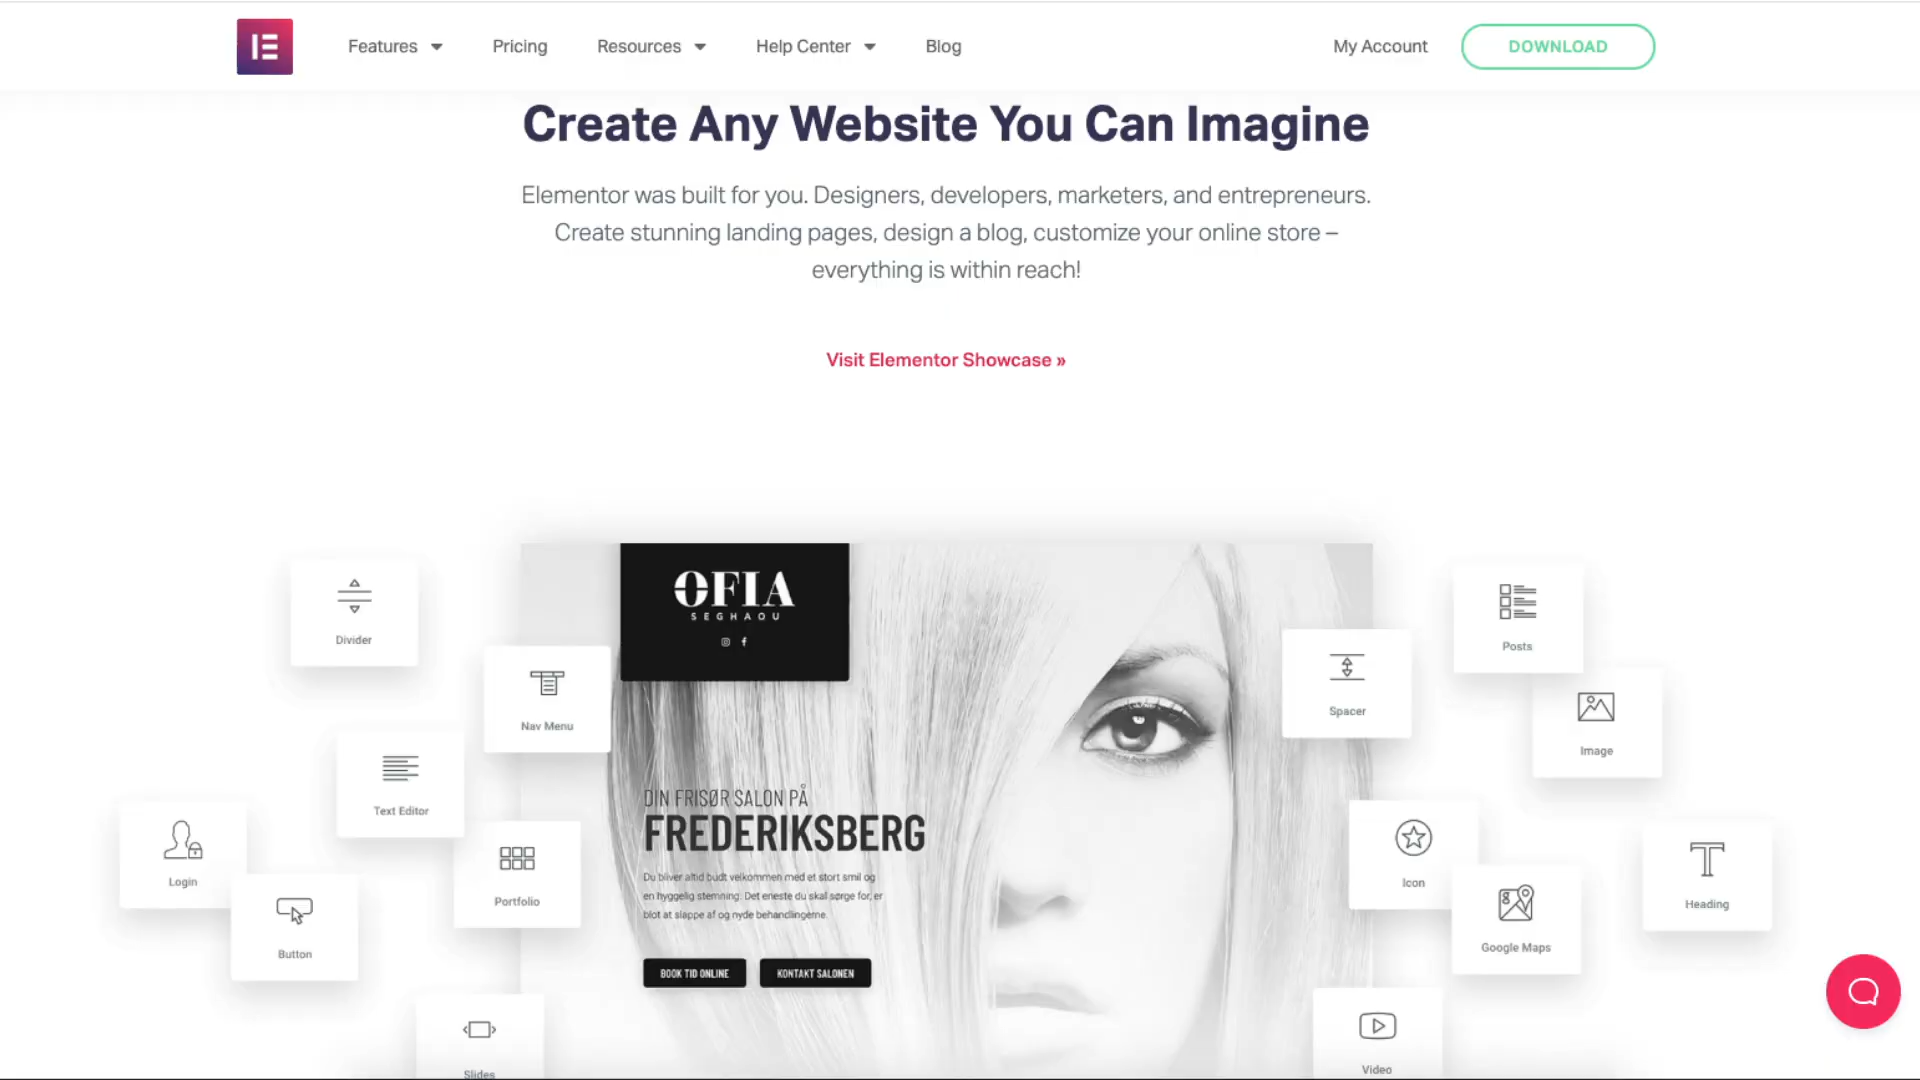 Features
Pricing
Resources
Help Center
Blog
My Account
DOWNLOAD
Create Any Website You Can Imagine
Elementor was built for you. Designers, developers, marketers, and entrepreneurs.
Create stunning landing pages, design a blog, customize your online store –
everything is within reach!
Visit Elementor Showcase »
Divider
Nav Menu
Text Editor
Login
Portfolio
Button
Slides
OFIA
SEGHAOU
DIN FRISØR SALON PÅ
FREDERIKSBERG
Du bliver altid budt velkommen med et stort smil og
en hyggelig stemning. Det eneste du skal sørge for, er
blot at slappe af og nyde behandlingerne.
BOOK TID ONLINE
KONTAKT SALONEN
Posts
Spacer
Image
Icon
Heading
Google Maps
Video